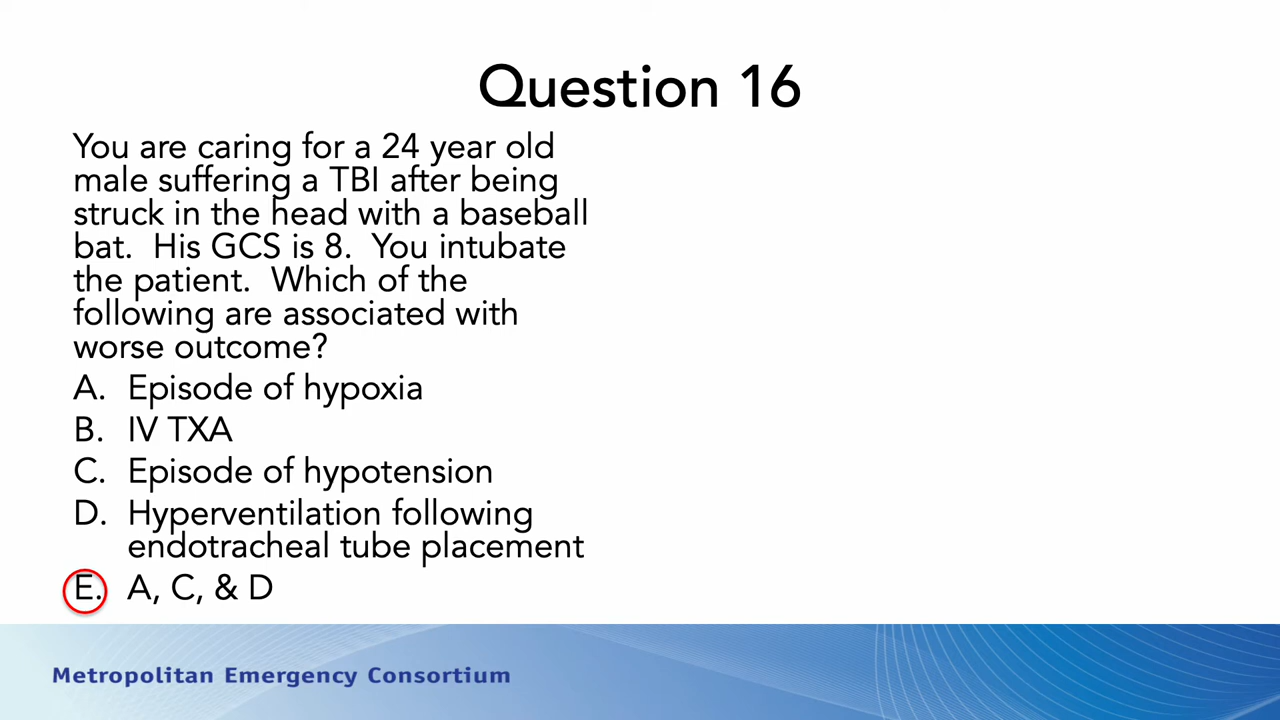 Question 16
You are caring for a 24 year old
male suffering a TBI after being
struck in the head with a baseball
bat.  His GCS is 8.  You intubate
the patient.  Which of the
following are associated with
worse outcome?
A. Episode of hypoxia
B. IV TXA
C. Episode of hypotension
D. Hyperventilation following
endotracheal tube placement
E. A, C, & D
Metropolitan Emergency Consortium